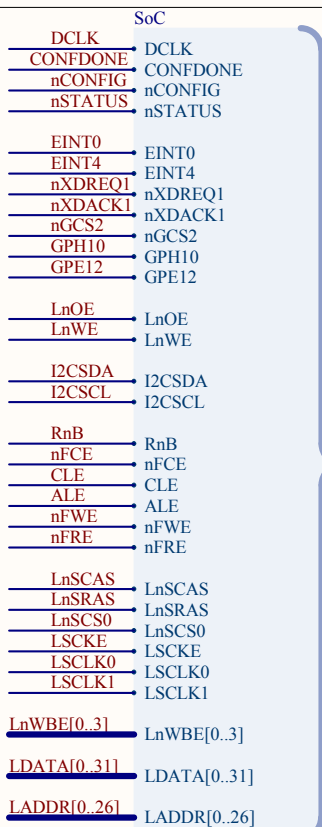 SoC
DCLK DCLK
CONFDONE CONFDONE
nCONFIG nCONFIG
nSTATUS nSTATUS
EINT0 EINT0
EINT4 EINT4
nXDREQ1 nXDREQ1
nXDACK1 nXDACK1
nGCS2 nGCS2
GPH10 GPH10
GPE12 GPE12
LnOE LnOE
LnWE LnWE
I2CSDA I2CSDA
I2CSCL I2CSCL
RnB RnB
nFCE nFCE
CLE CLE
ALE ALE
nFWE nFWE
nFRE nFRE
LnSCAS LnSCAS
LnSRAS LnSRAS
LnSCS0 LnSCS0
LSCKE LSCKE
LSCLK0 LSCLK0
LSCLK1 LSCLK1
LnWBE[0..3] LnWBE[0..3]
LDATA[0..31] LDATA[0..31]
LADDR[0..26] LADDR[0..26]